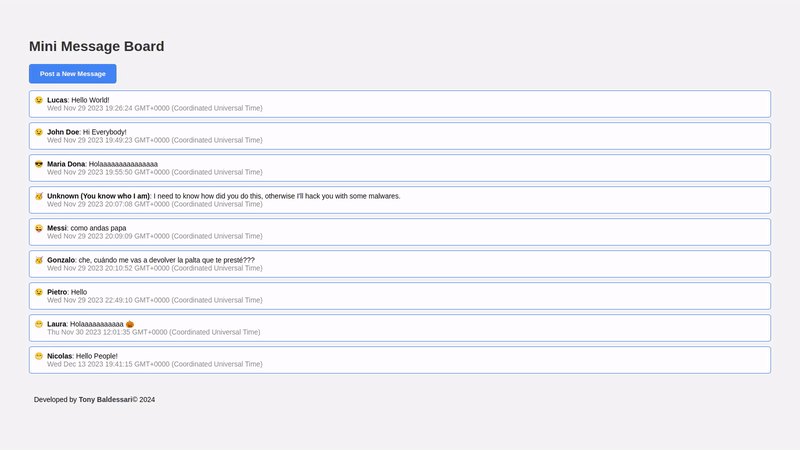 Mini Message Board
Post a New Message
😉 Lucas: Hello World!
Wed Nov 29 2023 19:26:24 GMT+0000 (Coordinated Universal Time)
😉 John Doe: Hi Everybody!
Wed Nov 29 2023 19:49:23 GMT+0000 (Coordinated Universal Time)
😎 Maria Dona: Holaaaaaaaaaaaaaaa
Wed Nov 29 2023 19:55:50 GMT+0000 (Coordinated Universal Time)
🥳 Unknown (You know who I am): I need to know how did you do this, otherwise I'll hack you with some malwares.
Wed Nov 29 2023 20:07:08 GMT+0000 (Coordinated Universal Time)
😜 Messi: como andas papa
Wed Nov 29 2023 20:09:09 GMT+0000 (Coordinated Universal Time)
🥳 Gonzalo: che, cuándo me vas a devolver la palta que te presté???
Wed Nov 29 2023 20:10:52 GMT+0000 (Coordinated Universal Time)
😉 Pietro: Hello
Wed Nov 29 2023 22:49:10 GMT+0000 (Coordinated Universal Time)
😁 Laura: Holaaaaaaaaaaa 🎃
Thu Nov 30 2023 12:01:35 GMT+0000 (Coordinated Universal Time)
😁 Nicolas: Hello People!
Wed Dec 13 2023 19:41:15 GMT+0000 (Coordinated Universal Time)
Developed by Tony Baldessari© 2024